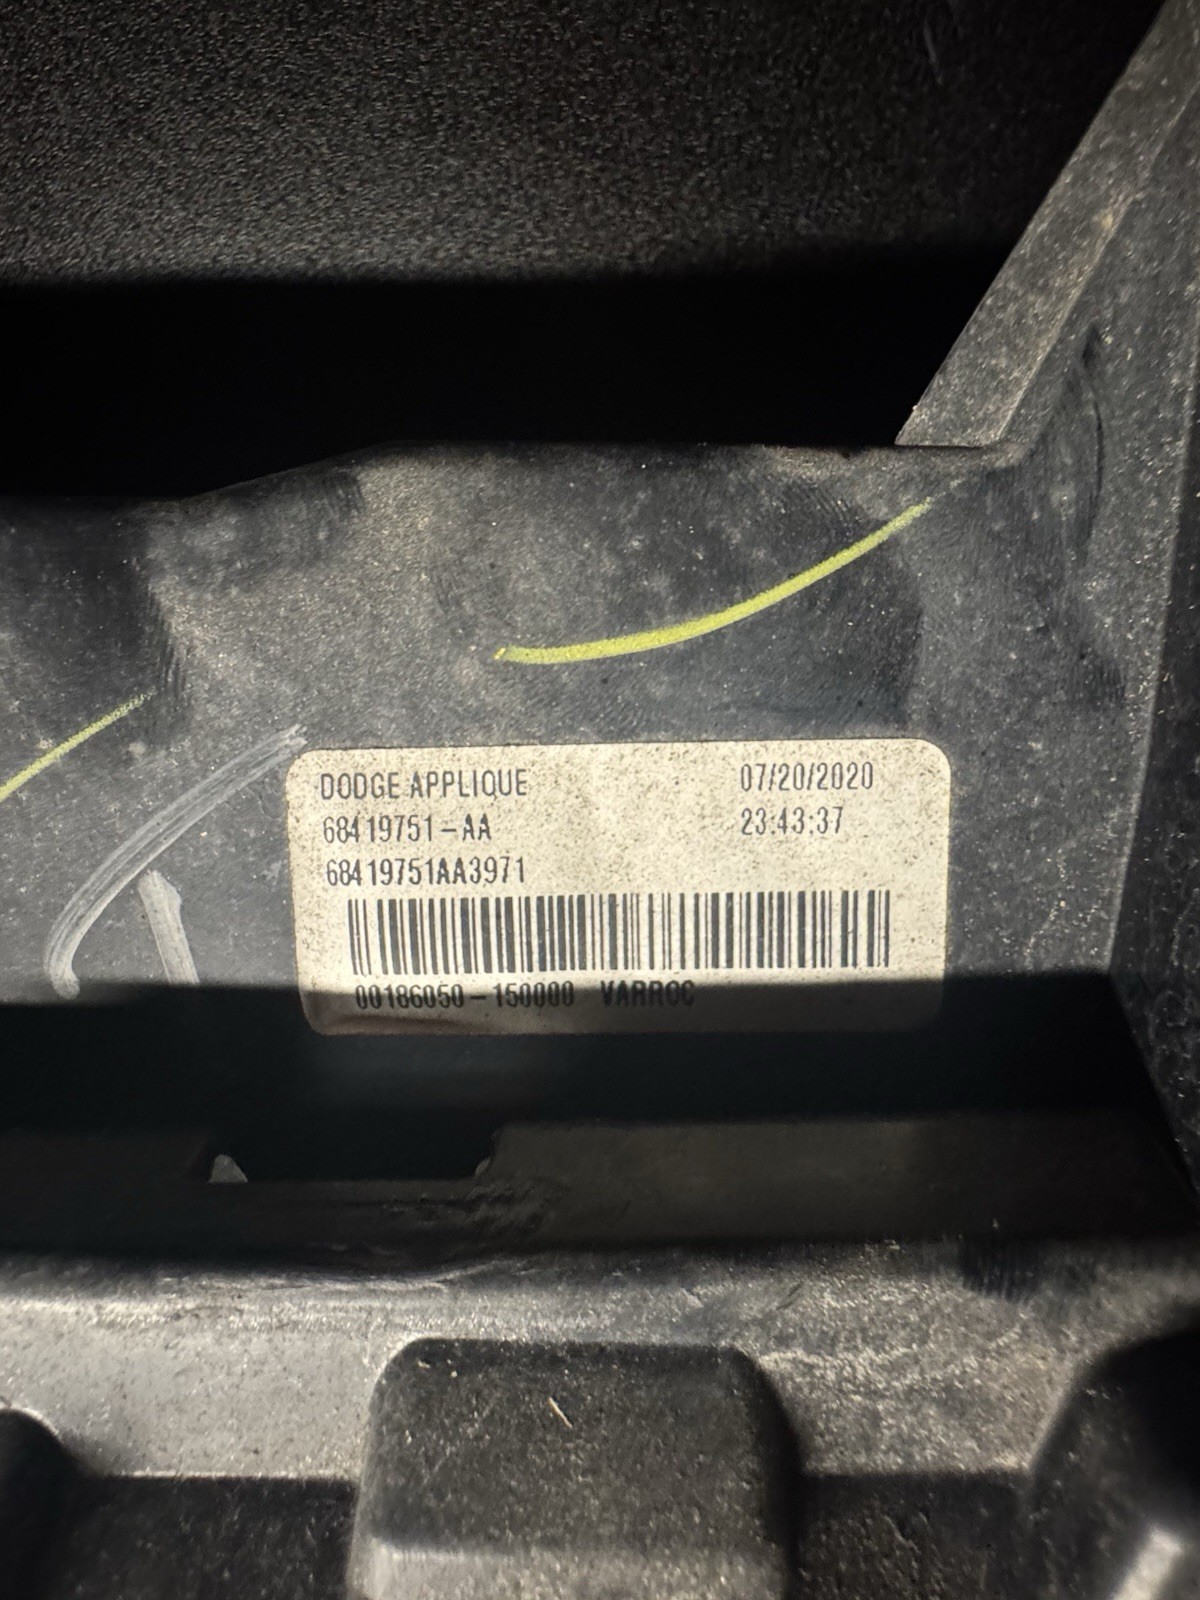 DODGE APPLIQUE 07/20/2020
68419751-AA 23:43:37
68419751AA3971
00186050-150000 VARROC